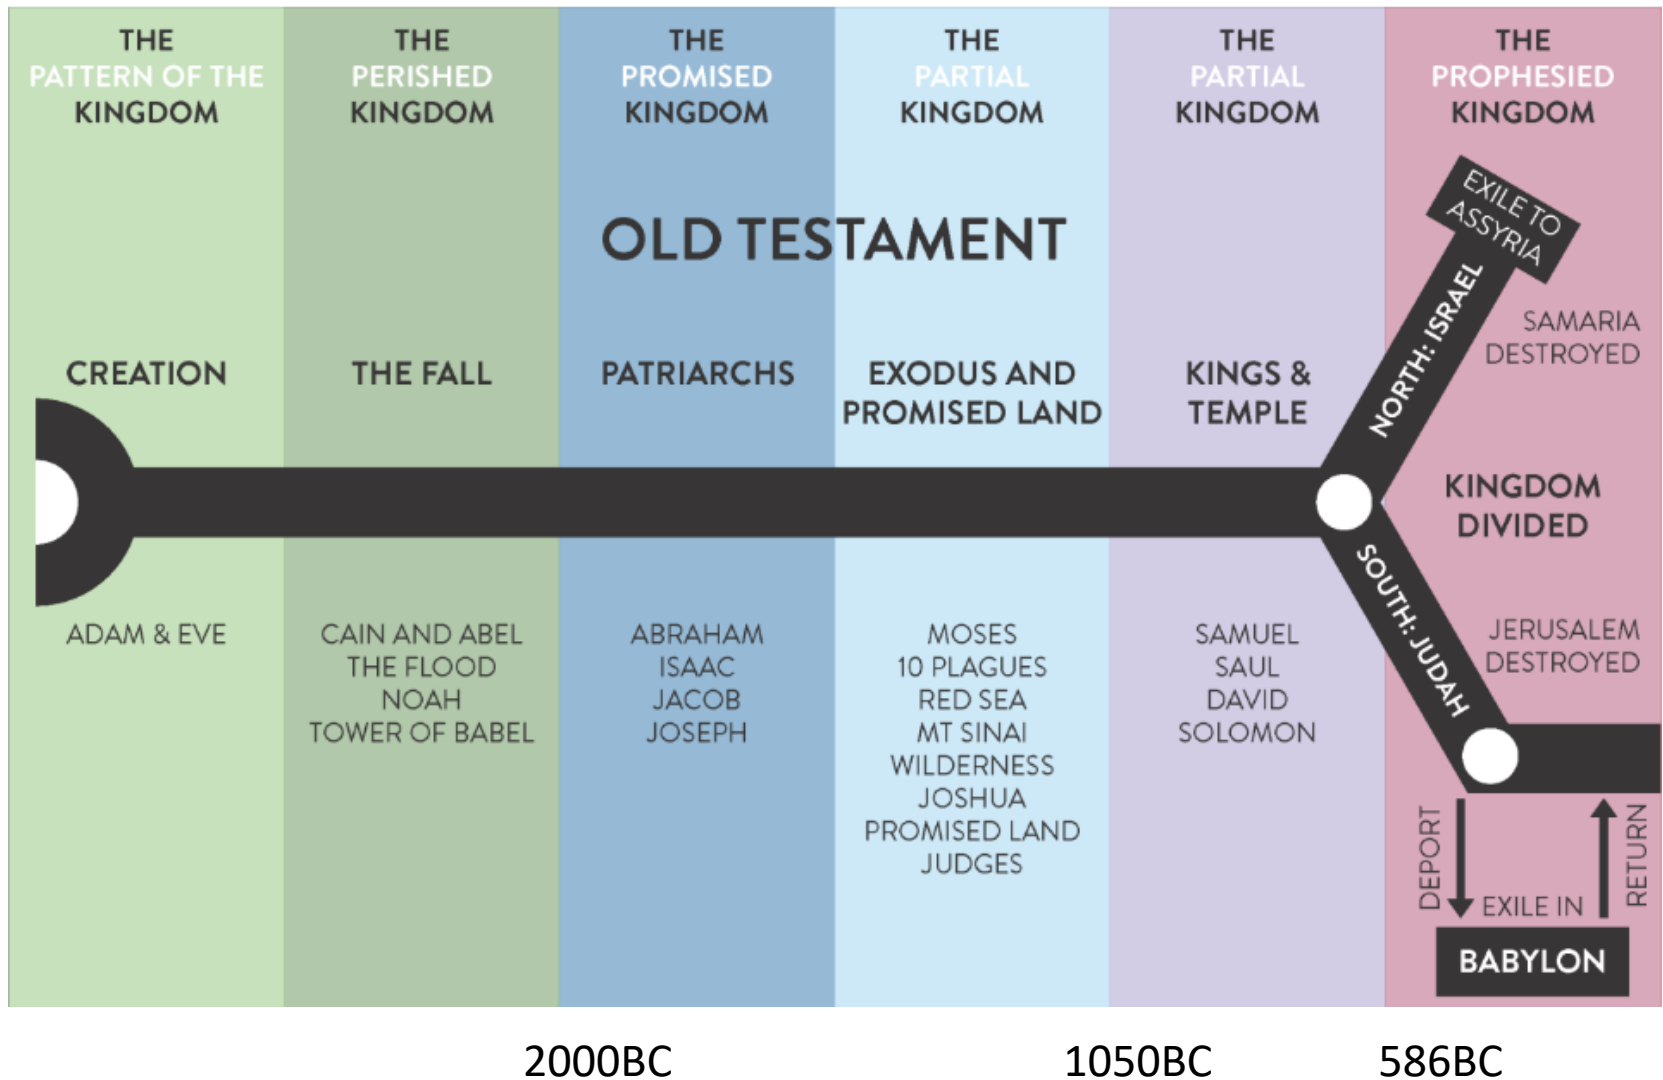 THE
PATTERN OF THE
KINGDOM
THE
PERISHED
KINGDOM
THE
PROMISED
KINGDOM
THE
PARTIAL
KINGDOM
THE
PARTIAL
KINGDOM
THE
PROPHESIED
KINGDOM
OLD TESTAMENT
CREATION
THE FALL
PATRIARCHS
EXODUS AND
PROMISED LAND
KINGS &
TEMPLE
EXILE TO
ASSYRIA
NORTH: ISRAEL
SAMARIA
DESTROYED
KINGDOM
DIVIDED
SOUTH: JUDAH
JERUSALEM
DESTROYED
ADAM & EVE
CAIN AND ABEL
THE FLOOD
NOAH
TOWER OF BABEL
ABRAHAM
ISAAC
JACOB
JOSEPH
MOSES
10 PLAGUES
RED SEA
MT SINAI
WILDERNESS
JOSHUA
PROMISED LAND
JUDGES
SAMUEL
SAUL
DAVID
SOLOMON
DEPORT
EXILE IN
BABYLON
RETURN
2000BC
1050BC
586BC